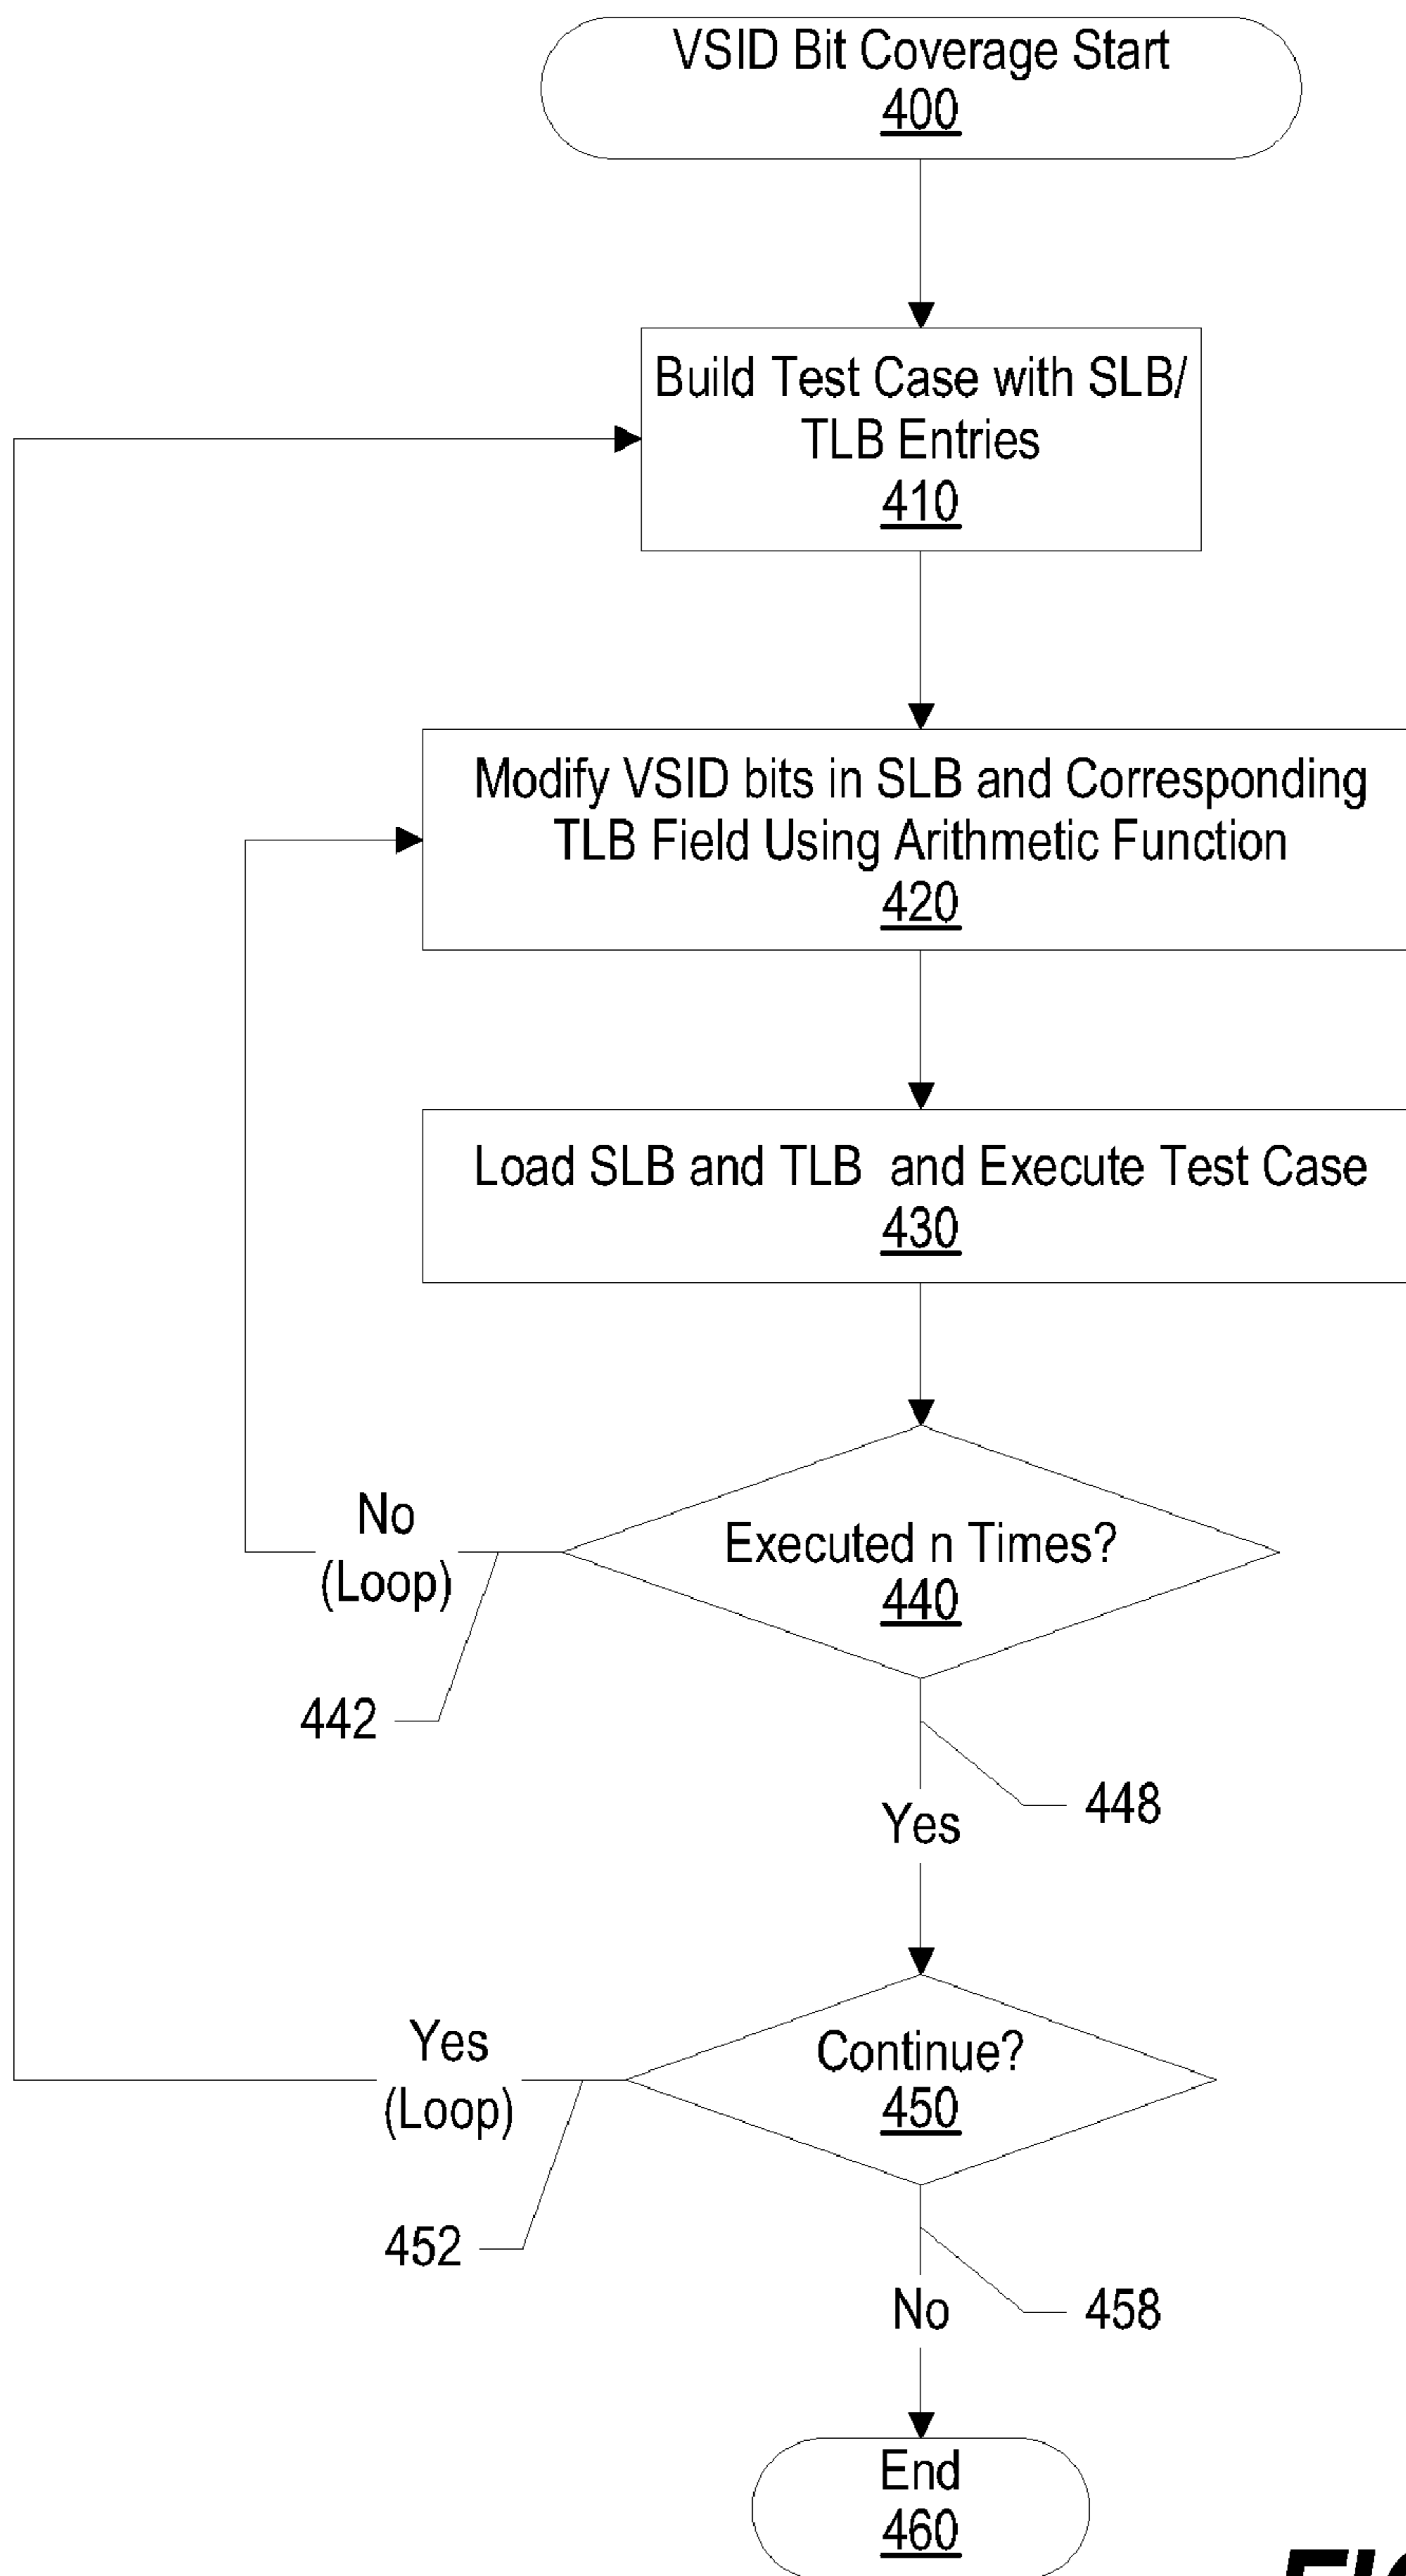 VSID Bit Coverage Start
400
Build Test Case with SLB/
TLB Entries
410
Modify VSID bits in SLB and Corresponding
TLB Field Using Arithmetic Function
420
Load SLB and TLB and Execute Test Case
430
Executed n Times?
440
No
(Loop)
442
448
Yes
Continue?
450
Yes
(Loop)
452
458
No
End
460